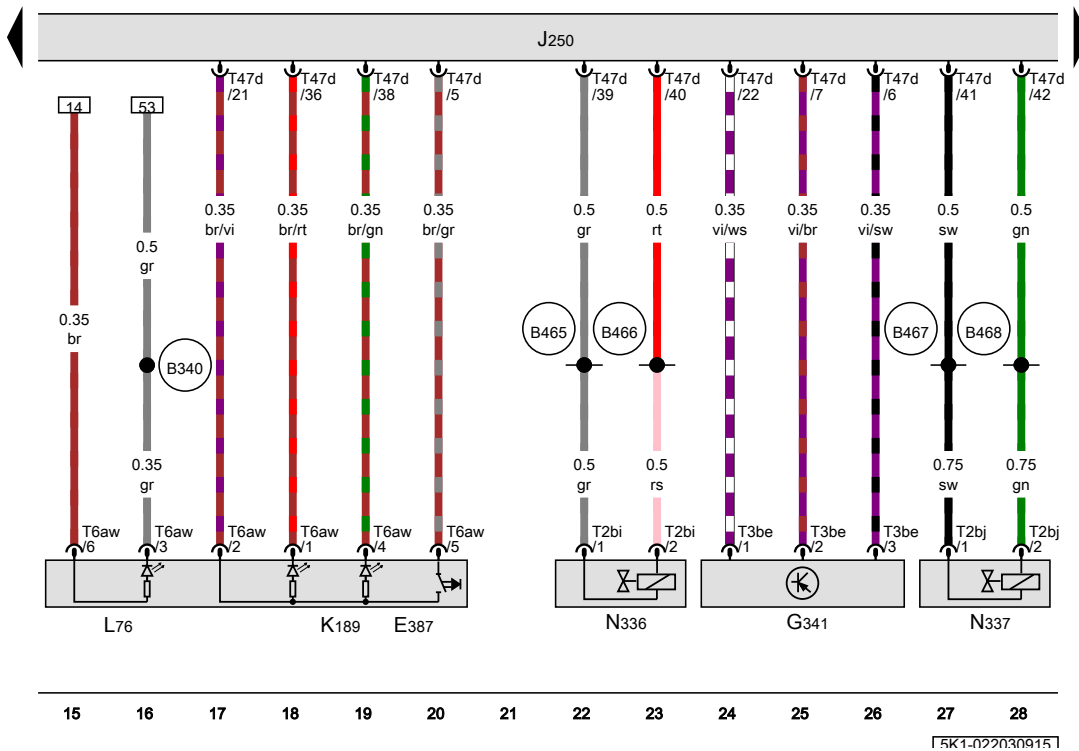 J250
T47d T47d T47d T47d T47d T47d T47d T47d T47d T47d T47d
/21 /36 /38 /5 /39 /40 /22 /7 /6 /41 /42
14 53
0.35 0.35 0.35 0.35 0.5 0.5 0.35 0.35 0.35 0.5 0.5
br/vi br/rt br/gn br/gr gr rt vi/ws vi/br vi/sw sw gn
0.5
gr
0.35
br
B465 B466 B467 B468
B340
0.35 0.5 0.5 0.75 0.75
gr gr rs sw gn
T6aw T6aw T6aw T6aw T6aw T6aw T2bi T2bi T3be T3be T3be T2bj T2bj
/6 /3 /2 /1 /4 /5 /1 /2 /1 /2 /3 /1 /2
L76 K189 E387 N336 G341 N337
15 16 17 18 19 20 21 22 23 24 25 26 27 28
5K1-022030915